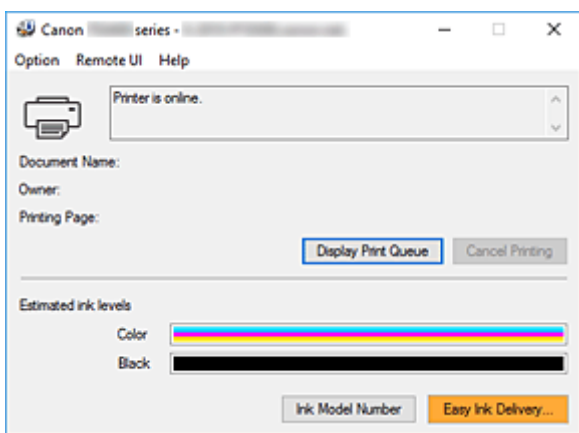 Canon series -
Option Remote UI Help
Printer is online.
Document Name:
Owner:
Printing Page:
Display Print Queue Cancel Printing
Estimated ink levels
Color
Black
Ink Model Number Easy Ink Delivery...